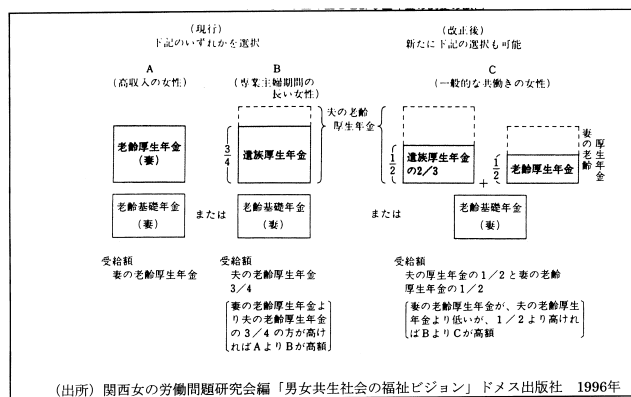 （現行）
下記のいずれかを選択
（改正後）
新たに下記の選択も可能
A
（高収入の女性）
B
（専業主婦期間の
長い女性）
C
（一般的な共働きの女性）
老齢厚生年金
（妻）
3/4
遺族厚生年金
夫の老齢
厚生年金
1/2
遺族厚生年金
の2/3
+
1/2
老齢厚生年金
妻の老齢
厚生年金
老齢基礎年金
（妻）
または
老齢基礎年金
（妻）
または
老齢基礎年金
（妻）
受給額
妻の老齢厚生年金
受給額
夫の老齢厚生年金
3/4
妻の老齢厚生年金よ
り夫の老齢厚生年金
の3/4の方が高け
ればAよりBが高額
受給額
夫の厚生年金の1/2と妻の老齢
厚生年金の1/2
妻の老齢厚生年金が、夫の老齢厚生
年金より低いが、1/2より高けれ
ばBよりCが高額
（出所）関西女の労働問題研究会編「男女共生社会の福祉ビジョン」ドメス出版社　1996年